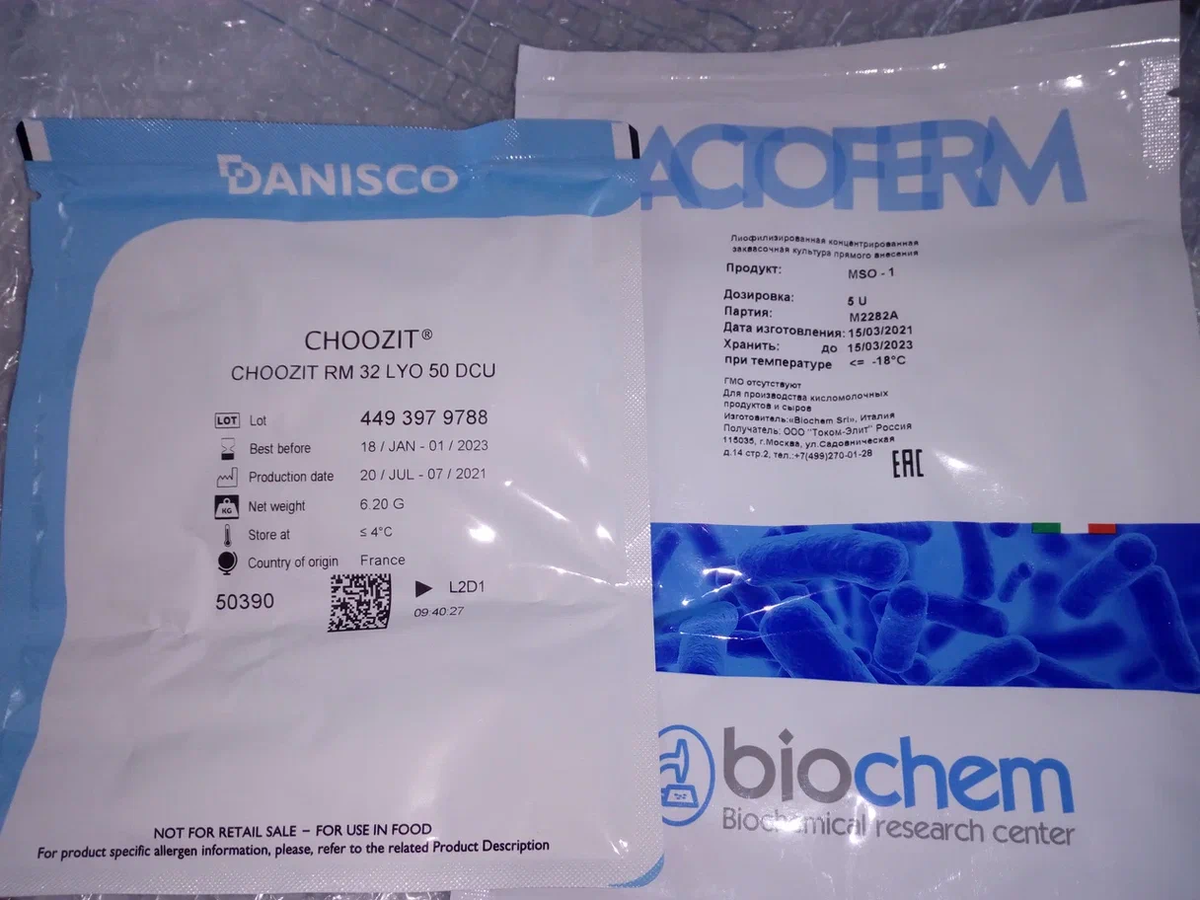 DANISCO
CHOOZIT®
CHOOZIT RM 32 LYO 50 DCU
LOT Lot 449 397 9788
Best before 18 / JAN - 01 / 2023
Production date 20 / JUL - 07 / 2021
KG Net weight 6.20 G
Store at ≤ 4°C
Country of origin France
50390 L2D1
09:40:27
NOT FOR RETAIL SALE – FOR USE IN FOOD
For product specific allergen information, please, refer to the related Product Description
ACTOFERM
Лиофилизированная концентрированная
заквасочная культура прямого внесения
Продукт: MSO - 1
Дозировка: 5 U
Партия: M2282A
Дата изготовления: 15/03/2021
Хранить: до 15/03/2023
при температуре <= -18°C
ГМО отсутствуют
Для производства кисломолочных
продуктов и сыров
Изготовитель:«Biochem Srl», Италия
Получатель: ООО "Током-Элит" Россия
115035, г.Москва, ул.Садовническая
д.14 стр.2, тел.:+7(499)270-01-28
EAC
biochem
Biochemical research center